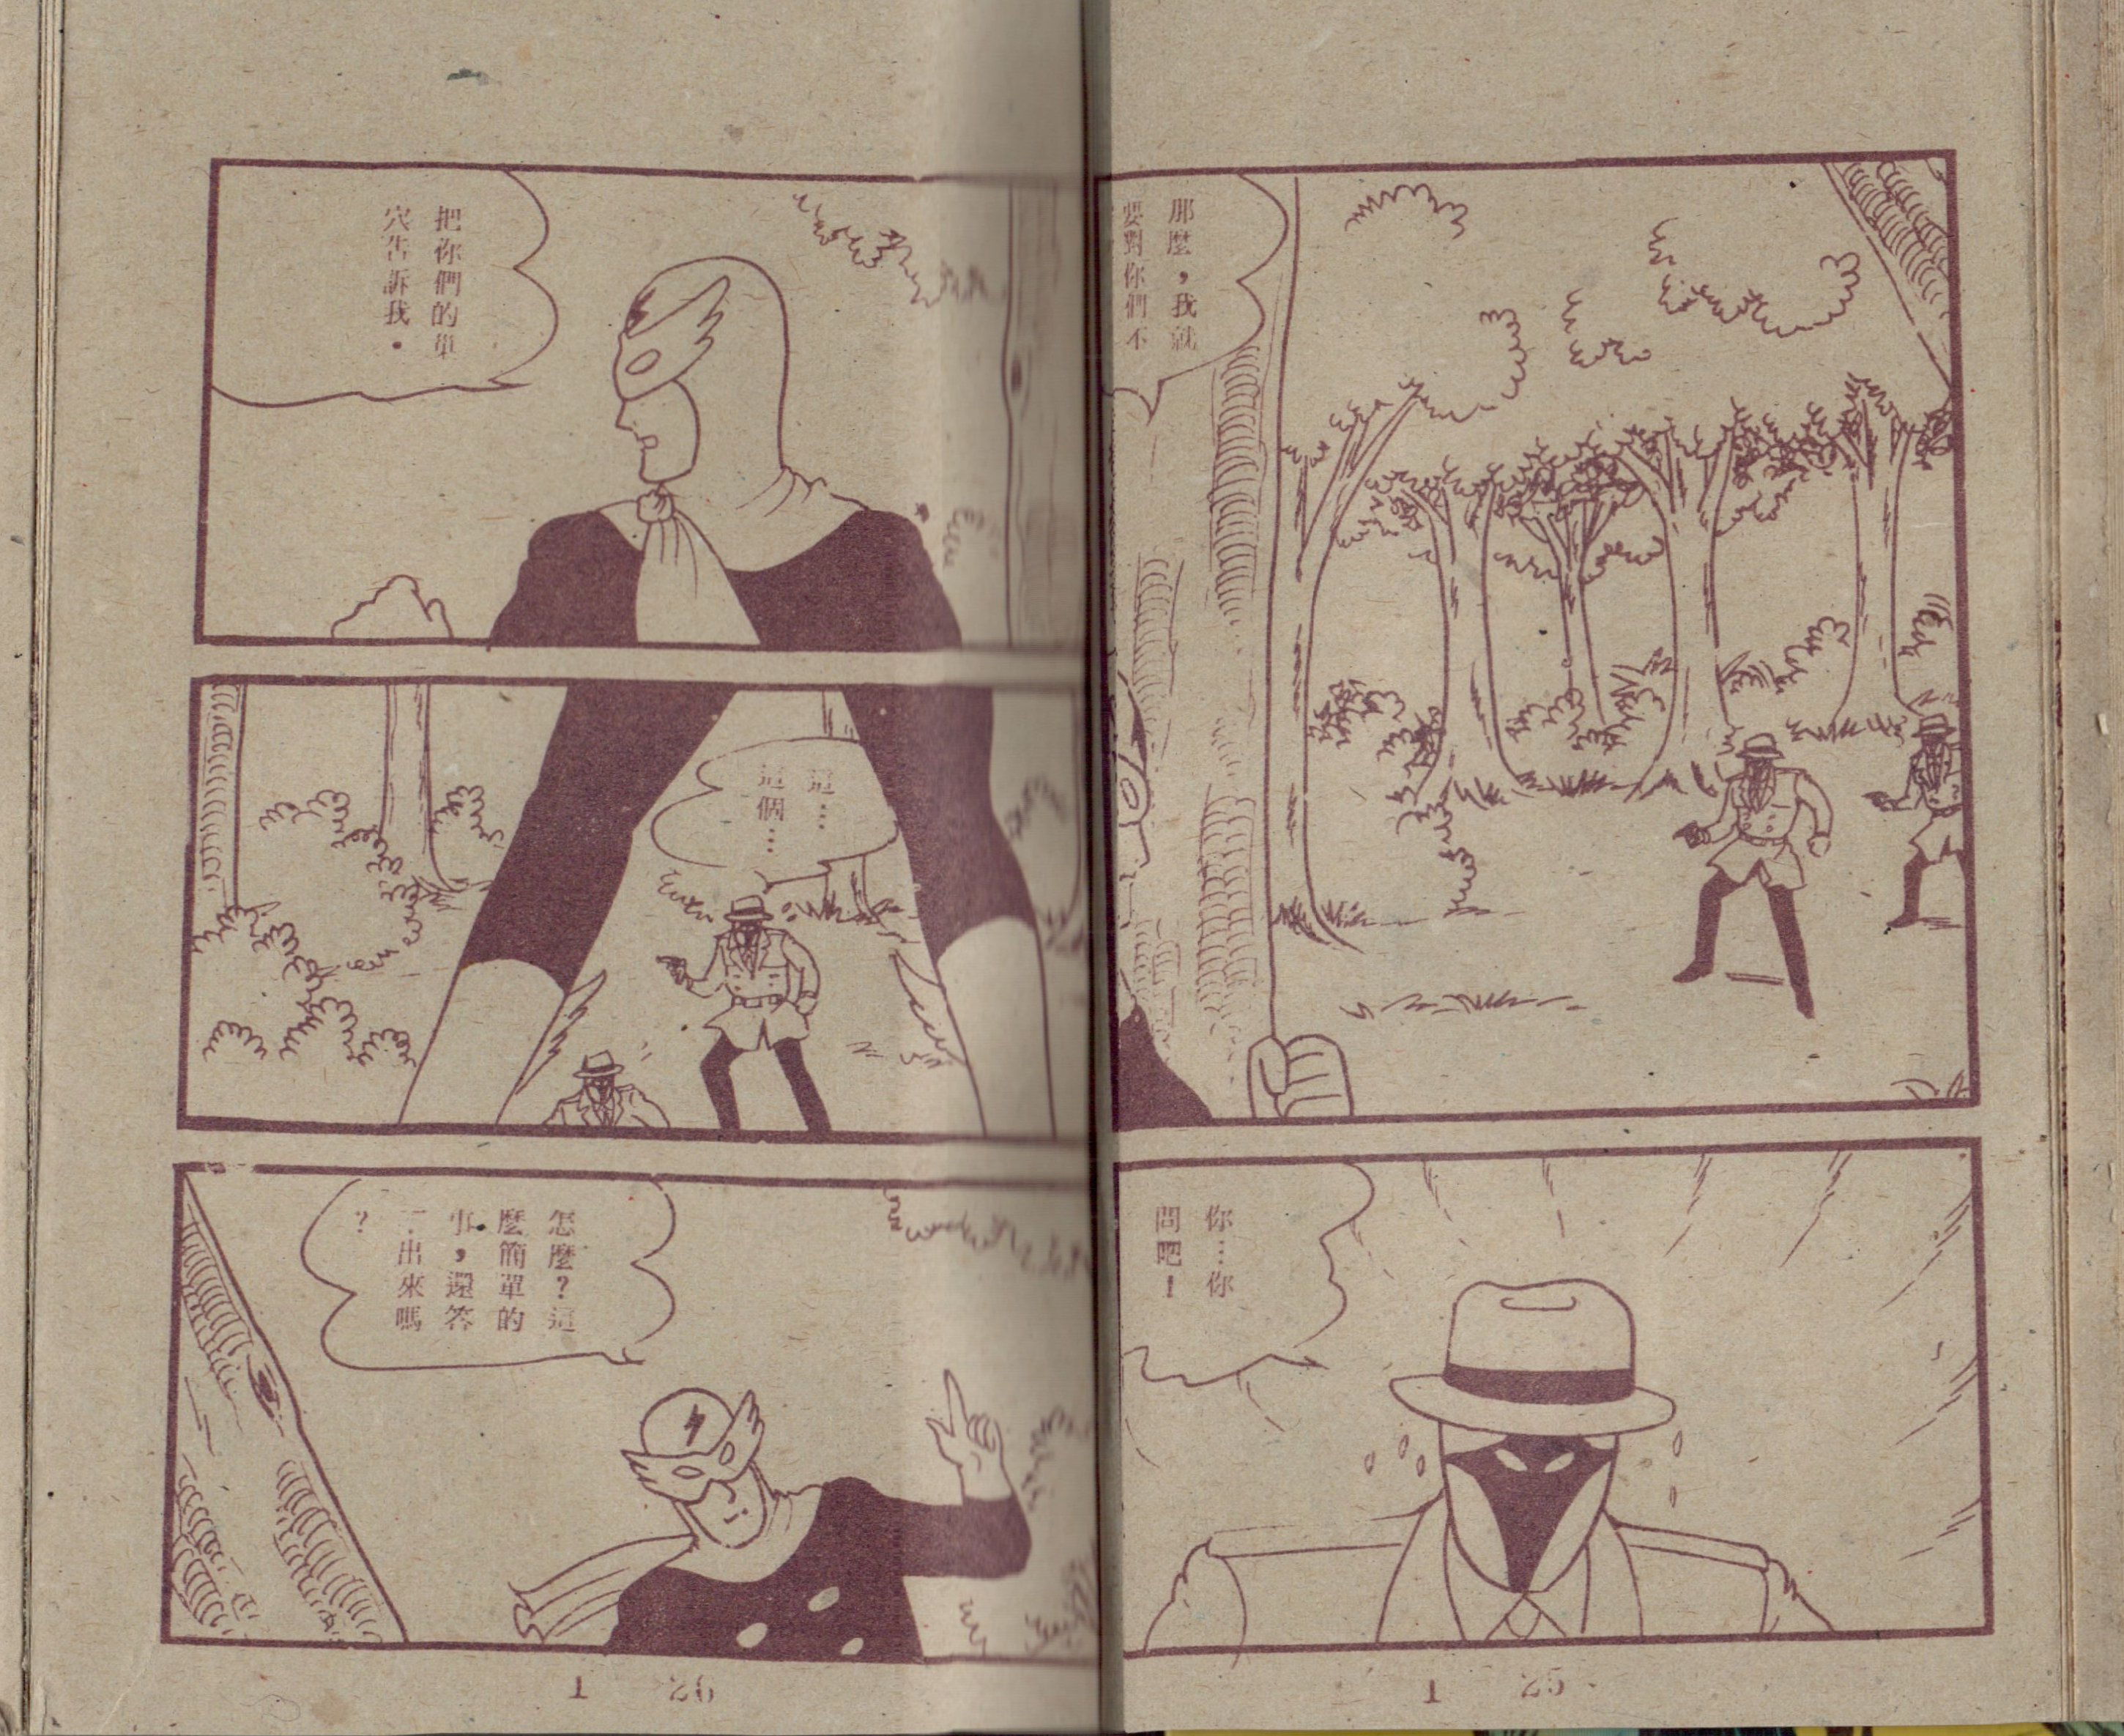 那麼，我就
要對你們不
你…你
問吧！
1 25
把你們的巢
穴告訴我．
這…
這個…
怎麼？這
麼簡單的
事，還答
不出來嗎
？
1 26